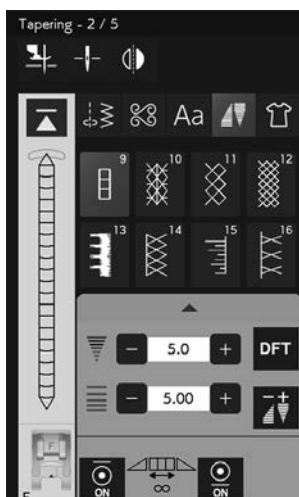 Tapering - 2 / 5
Aa
9 10 11 12
13 14 15 16
− 5.0 + DFT
− 5.00 +
− +
F
F
ON ∞ ON